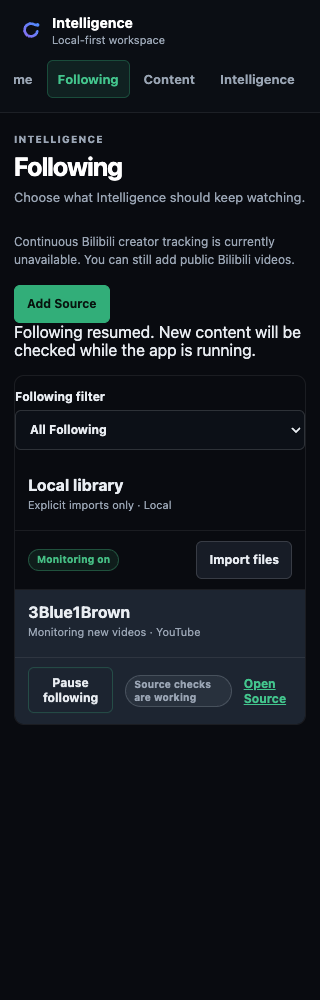 Intelligence
Local-first workspace
me Following Content Intelligence
INTELLIGENCE
Following
Choose what Intelligence should keep watching.
Continuous Bilibili creator tracking is currently
unavailable. You can still add public Bilibili videos.
Add Source
Following resumed. New content will be
checked while the app is running.
Following filter
All Following
Local library
Explicit imports only · Local
Monitoring on
Import files
3Blue1Brown
Monitoring new videos · YouTube
Pause
following
Source checks
are working
Open
Source